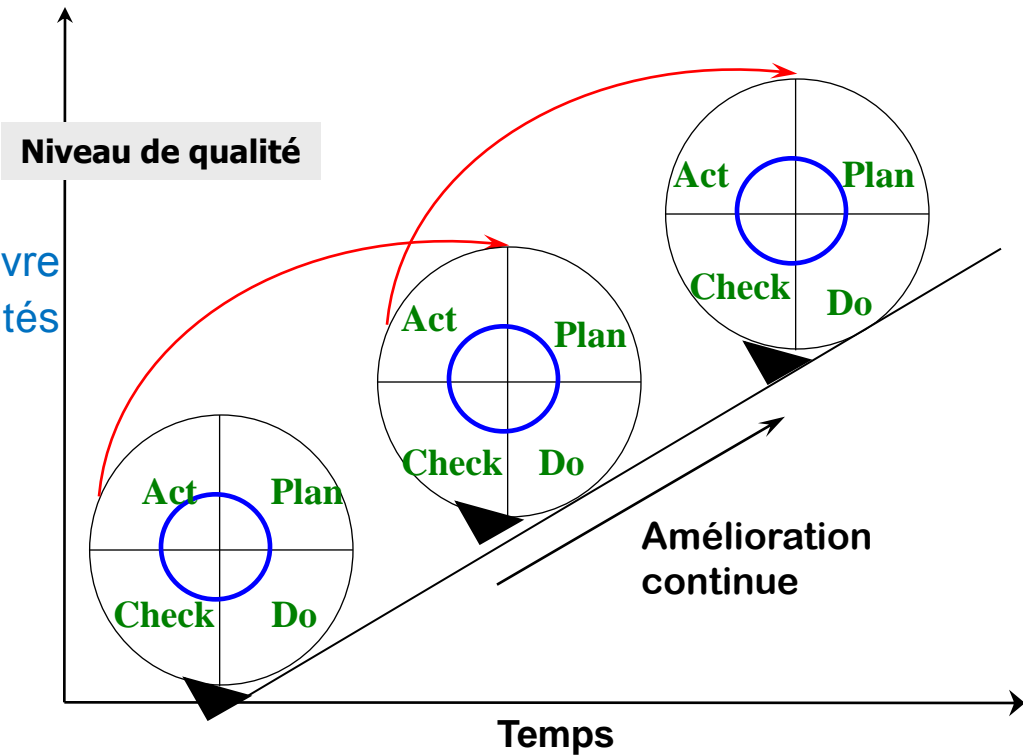 Niveau de qualité
vre
tés
Act
Plan
Check
Do
Act
Plan
Check
Do
Act
Plan
Check
Do
Amélioration
continue
Temps